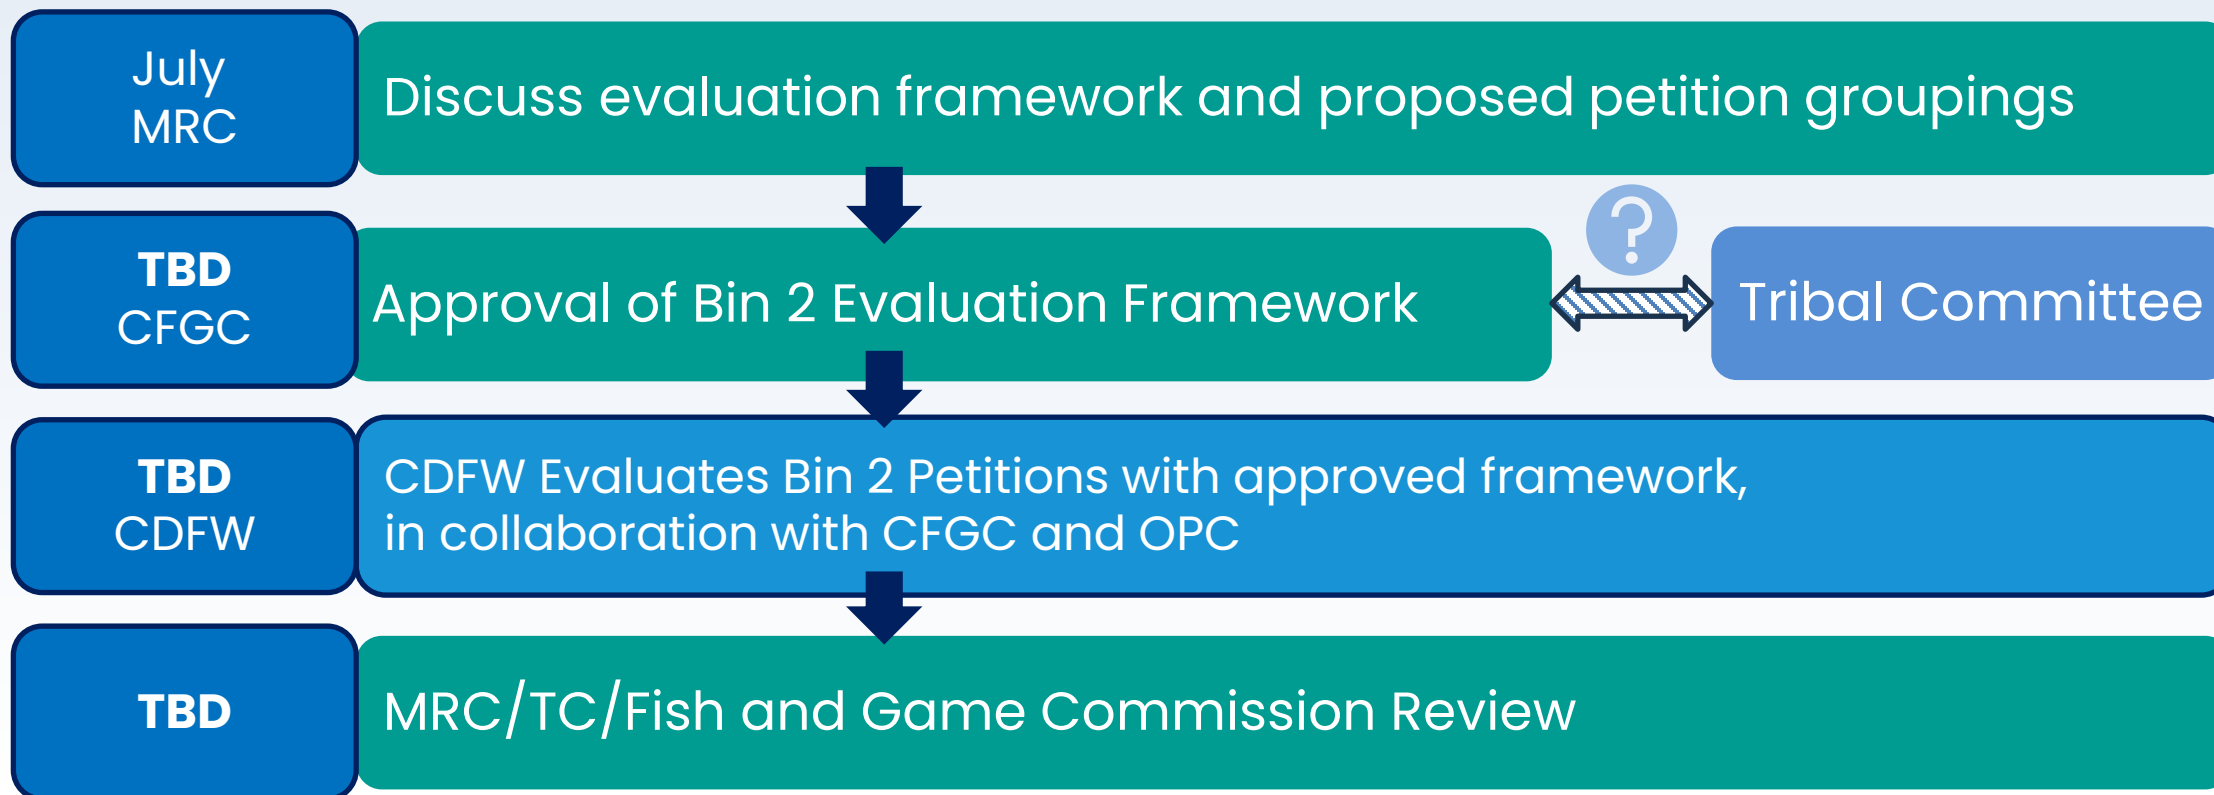 July
MRC
Discuss evaluation framework and proposed petition groupings
TBD
CFGC
Approval of Bin 2 Evaluation Framework
?
Tribal Committee
TBD
CDFW
CDFW Evaluates Bin 2 Petitions with approved framework,
in collaboration with CFGC and OPC
TBD
MRC/TC/Fish and Game Commission Review